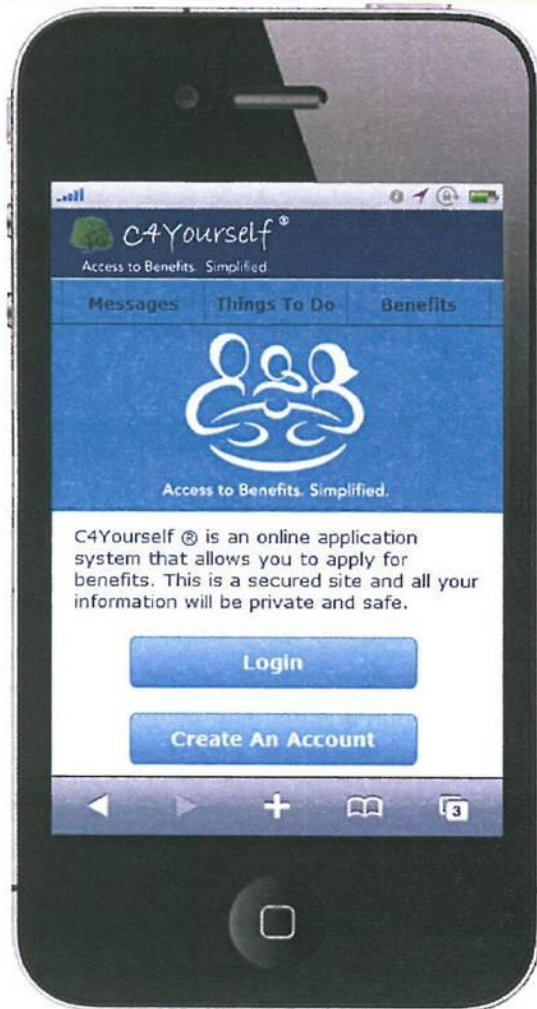 C4Yourself®
Access to Benefits. Simplified.
Messages Things To Do Benefits
Access to Benefits. Simplified.
C4Yourself ® is an online application
system that allows you to apply for
benefits. This is a secured site and all your
information will be private and safe.
Login
Create An Account
3